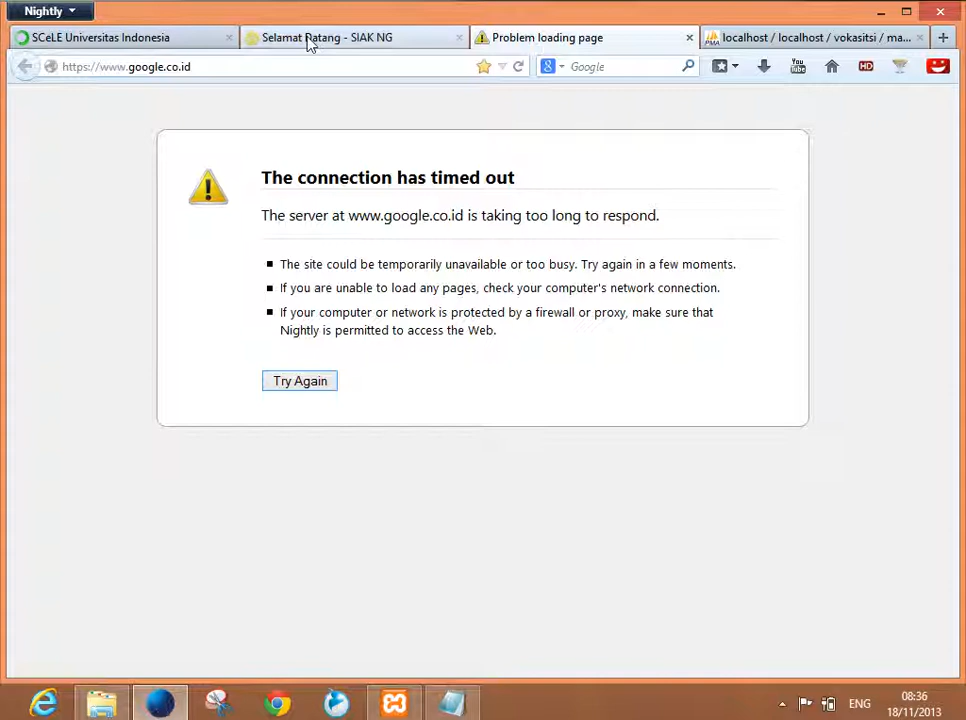 Nightly
SCeLE Universitas Indonesia
Selamat Datang - SIAK NG
Problem loading page
localhost / localhost / vokasitsi / ma...
https://www.google.co.id
8
Google
You
Tube
HD
The connection has timed out
The server at www.google.co.id is taking too long to respond.
The site could be temporarily unavailable or too busy. Try again in a few moments.
If you are unable to load any pages, check your computer's network connection.
If your computer or network is protected by a firewall or proxy, make sure that
Nightly is permitted to access the Web.
Try Again
ENG
08:36
18/11/2013